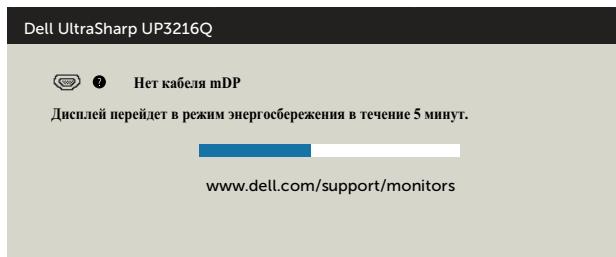 Dell UltraSharp UP3216Q
? Нет кабеля mDP
Дисплей перейдет в режим энергосбережения в течение 5 минут.
www.dell.com/support/monitors